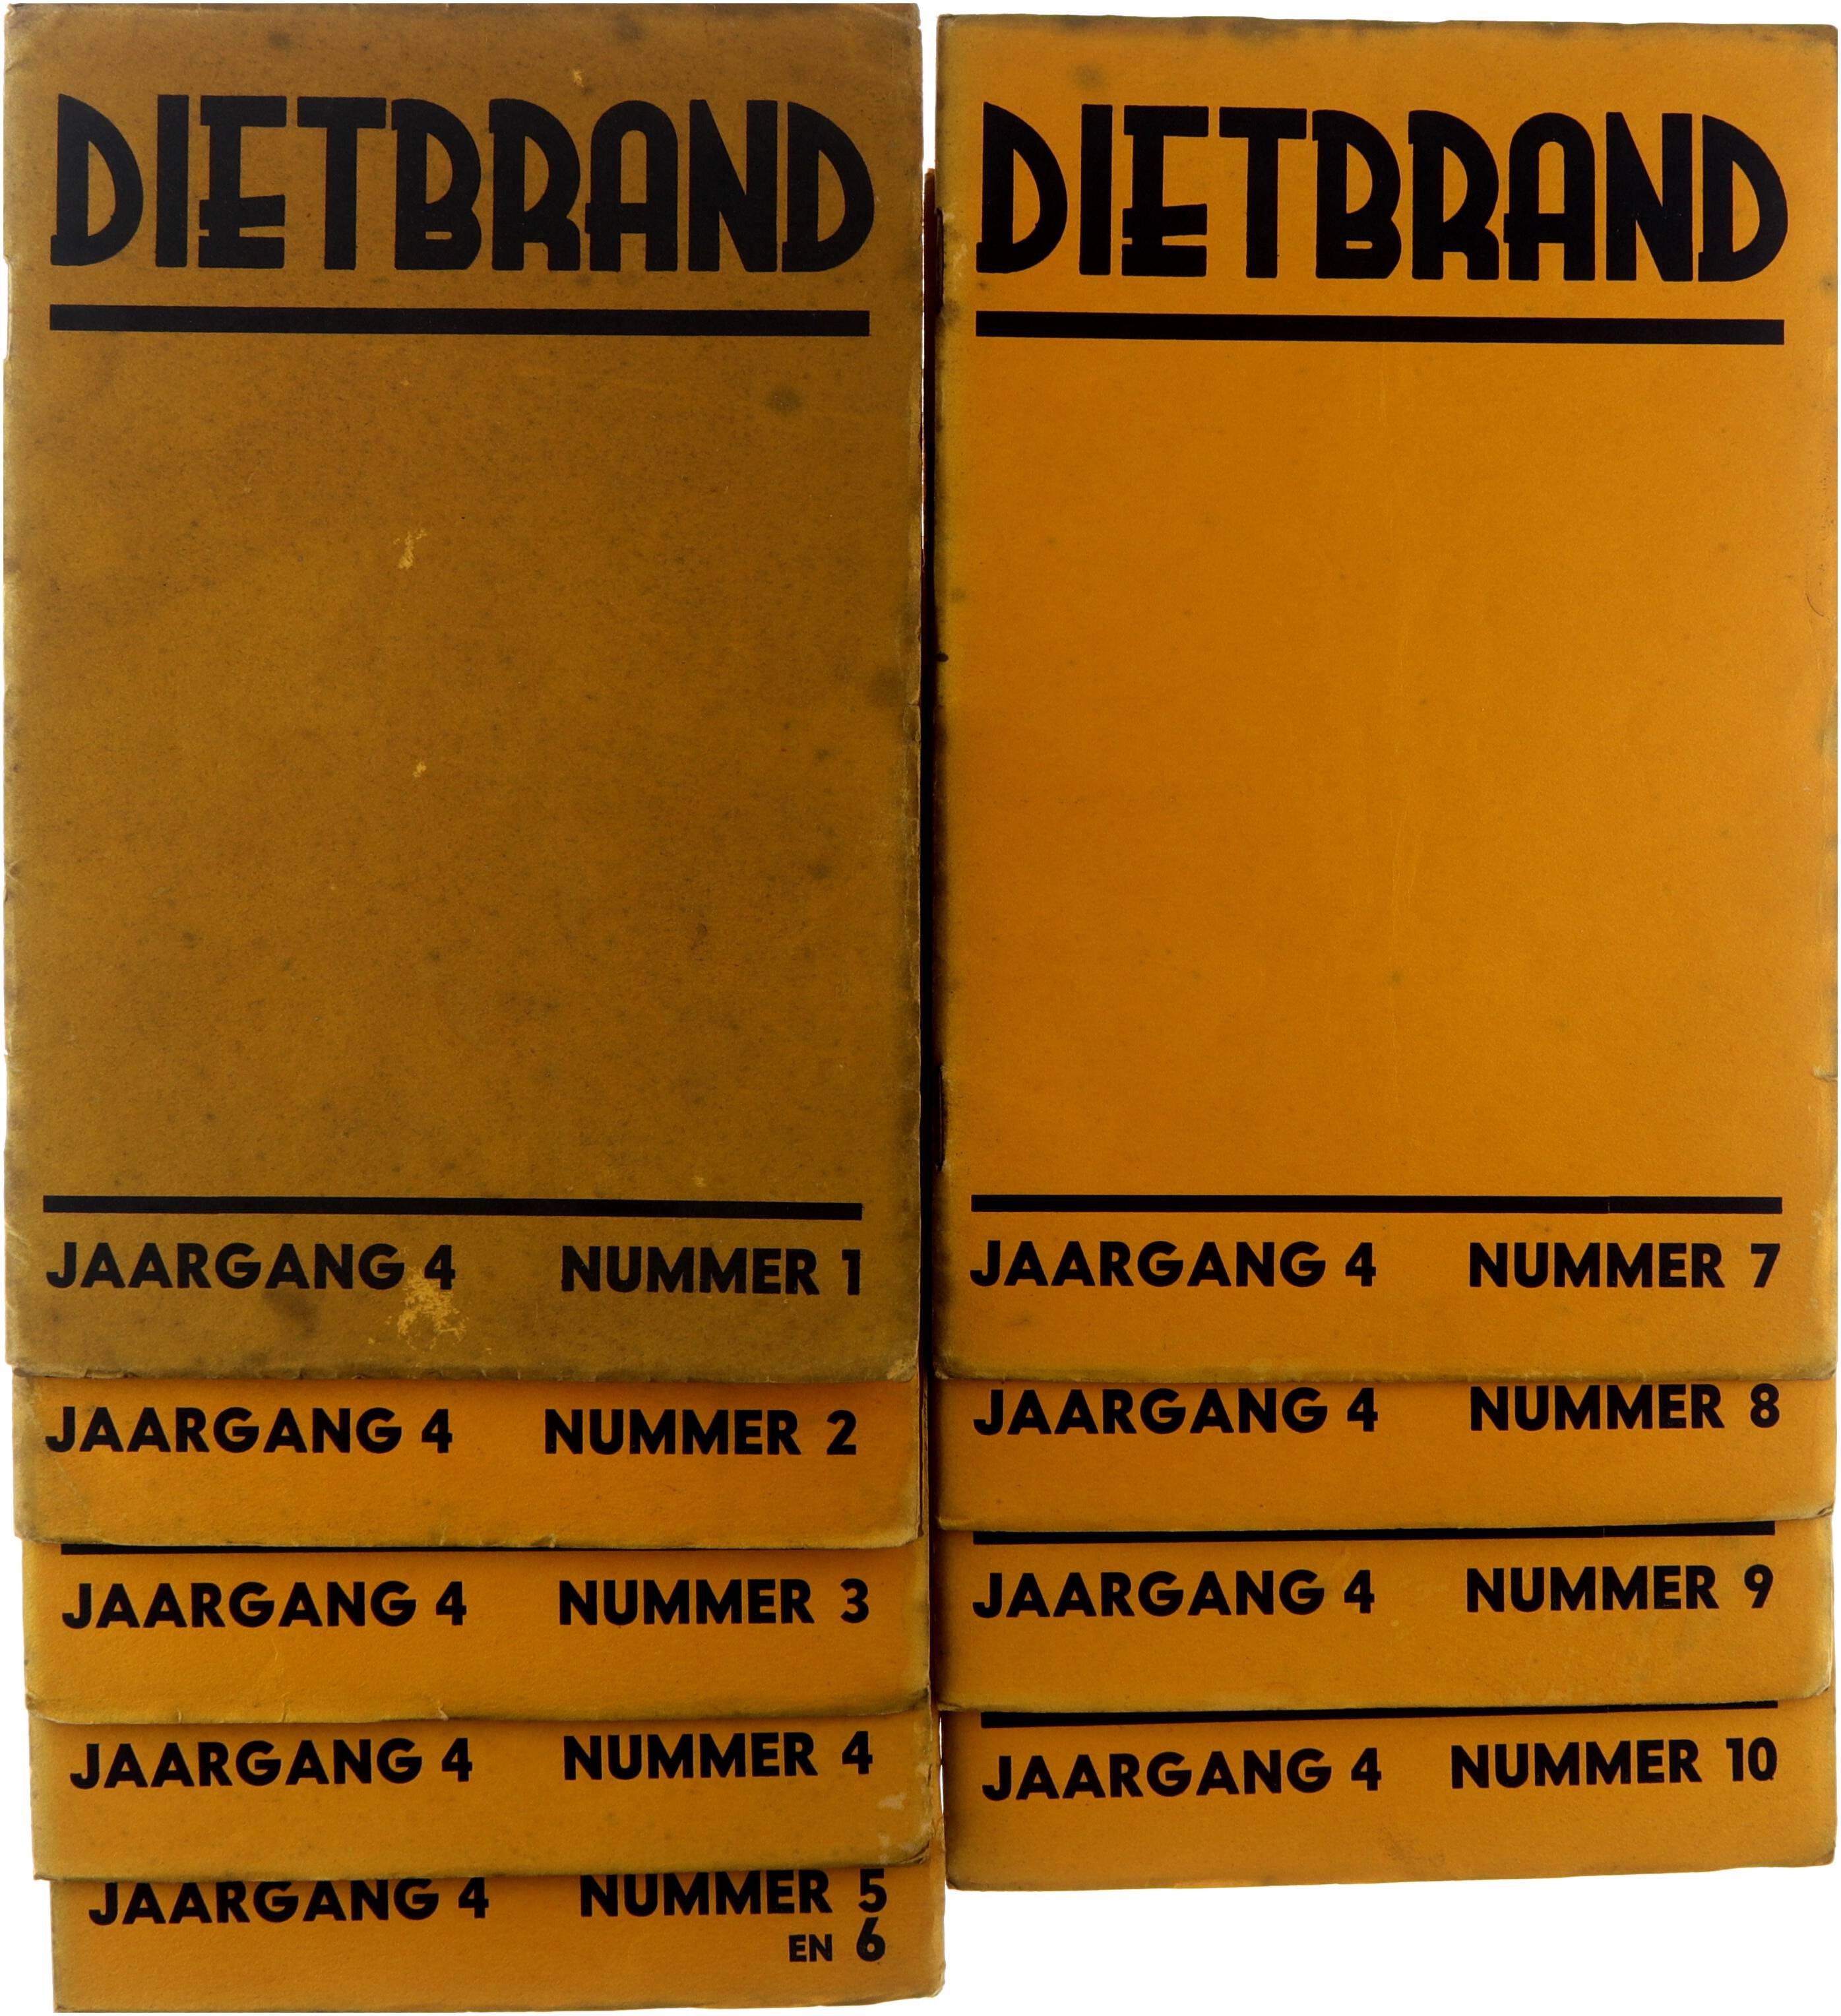 DIETBRAND
JAARGANG 4 NUMMER 1
JAARGANG 4 NUMMER 2
JAARGANG 4 NUMMER 3
JAARGANG 4 NUMMER 4
JAARGANG 4 NUMMER 5
EN 6
DIETBRAND
JAARGANG 4 NUMMER 7
JAARGANG 4 NUMMER 8
JAARGANG 4 NUMMER 9
JAARGANG 4 NUMMER 10